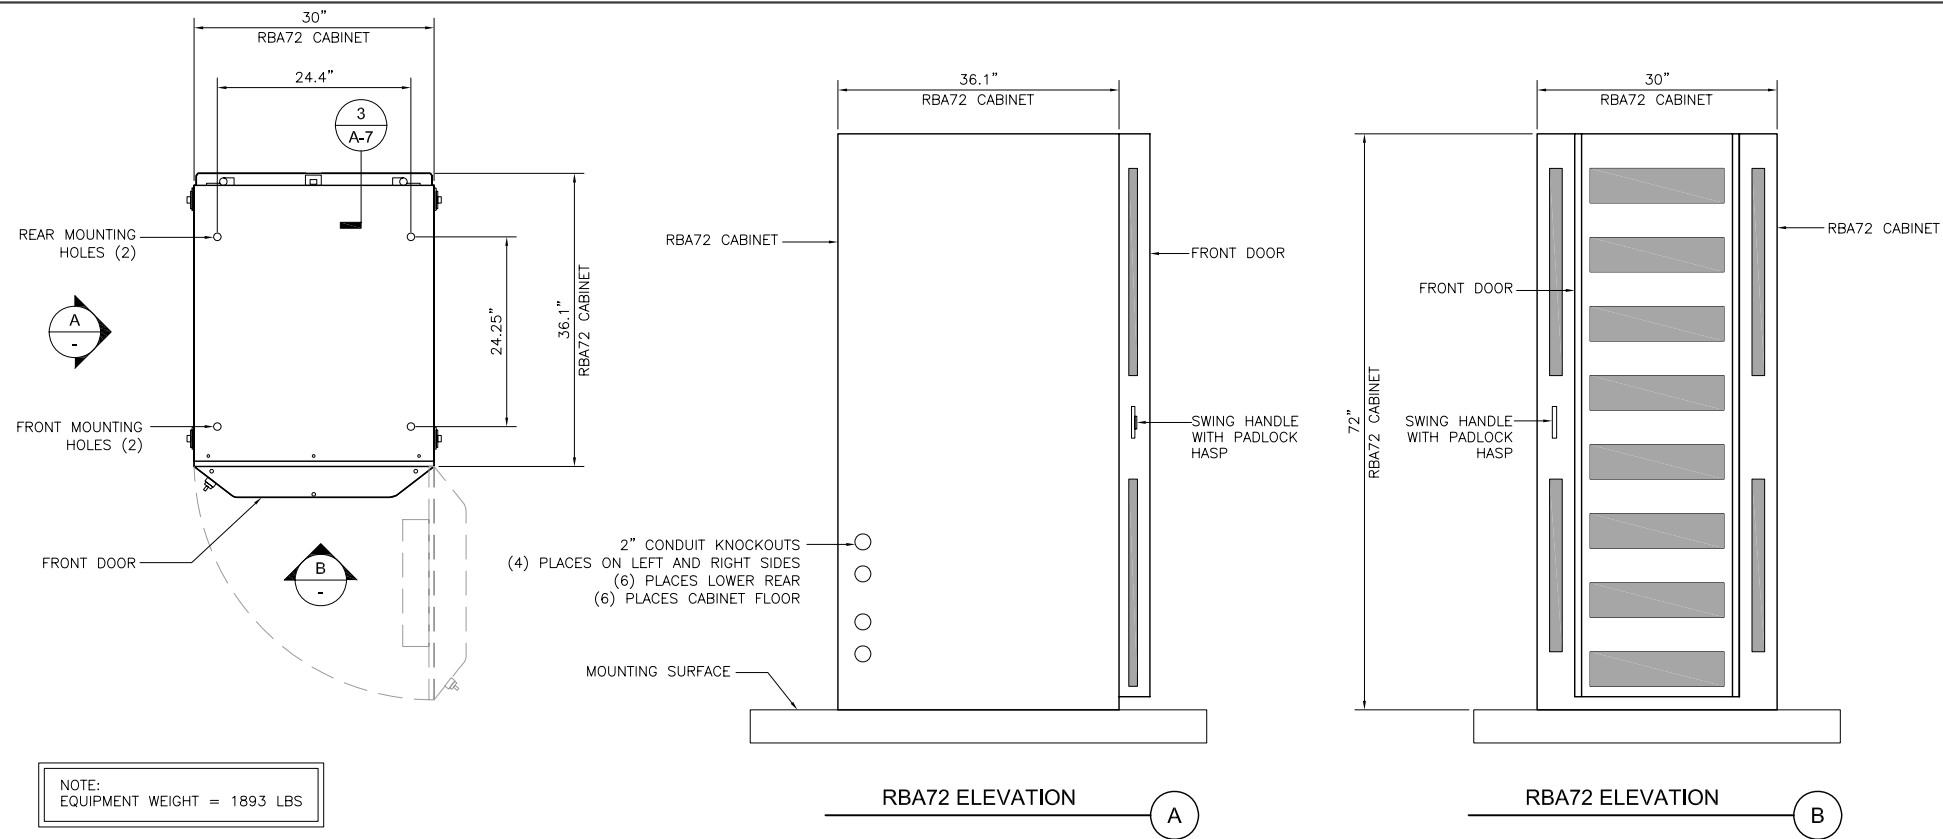 30”
RBA72 CABINET
24.4”
3
A-7
REAR MOUNTING
HOLES (2)
A
-
24.25”
36.1”
RBA72 CABINET
FRONT MOUNTING
HOLES (2)
FRONT DOOR
B
-
NOTE:
EQUIPMENT WEIGHT = 1893 LBS
36.1”
RBA72 CABINET
RBA72 CABINET
FRONT DOOR
SWING HANDLE
WITH PADLOCK
HASP
2” CONDUIT KNOCKOUTS
(4) PLACES ON LEFT AND RIGHT SIDES
(6) PLACES LOWER REAR
(6) PLACES CABINET FLOOR
MOUNTING SURFACE
RBA72 ELEVATION
A
30”
RBA72 CABINET
72”
RBA72 CABINET
RBA72 CABINET
FRONT DOOR
SWING HANDLE
WITH PADLOCK
HASP
RBA72 ELEVATION
B